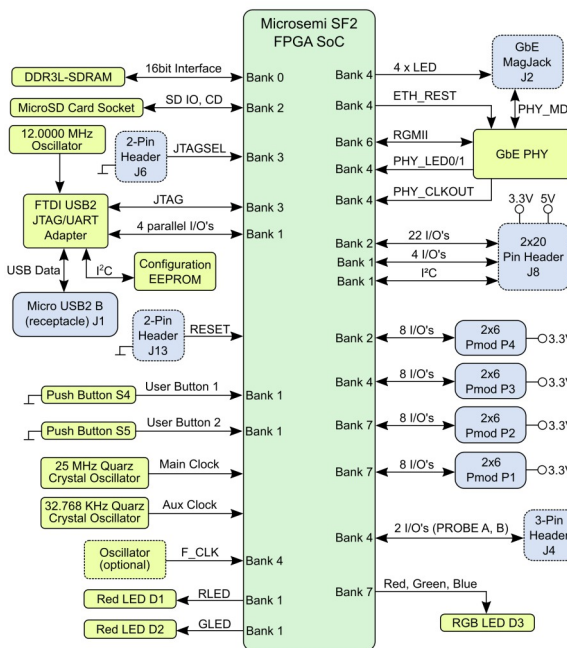 Microsemi SF2
FPGA SoC
DDR3L-SDRAM
16bit Interface
Bank 0
MicroSD Card Socket
SD IO, CD
Bank 2
12.0000 MHz
Oscillator
2-Pin
Header
J6
JTAGSEL
Bank 3
FTDI USB2
JTAG/UART
Adapter
JTAG
Bank 3
4 parallel I/O's
Bank 1
USB Data
I²C
Configuration
EEPROM
Micro USB2 B
(receptacle) J1
2-Pin
Header
J13
RESET
Push Button S4
User Button 1
Bank 1
Push Button S5
User Button 2
Bank 1
25 MHz Quarz
Crystal Oscillator
Main Clock
32.768 KHz Quarz
Crystal Oscillator
Aux Clock
Oscillator
(optional)
F_CLK
Bank 4
Red LED D1
RLED
Bank 1
Red LED D2
GLED
Bank 1
Bank 4
4 x LED
GbE
MagJack
J2
Bank 4
ETH_REST
PHY_MD
Bank 6
RGMII
GbE PHY
Bank 4
PHY_LED0/1
Bank 4
PHY_CLKOUT
3.3V
5V
Bank 2
22 I/O's
Bank 1
4 I/O's
Bank 1
I²C
2x20
Pin Header
J8
Bank 2
8 I/O's
2x6
Pmod P4
3.3V
Bank 4
8 I/O's
2x6
Pmod P3
3.3V
Bank 7
8 I/O's
2x6
Pmod P2
3.3V
Bank 7
8 I/O's
2x6
Pmod P1
3.3V
Bank 4
2 I/O's (PROBE A, B)
3-Pin
Header
J4
Bank 7
Red, Green, Blue
RGB LED D3